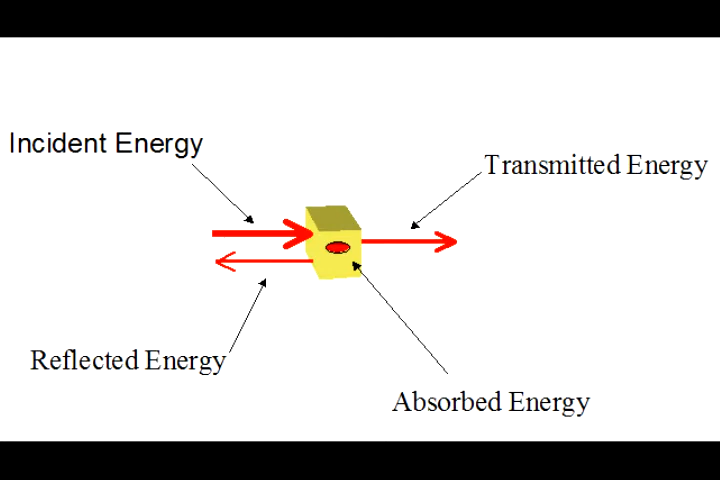 Incident Energy
Transmitted Energy
Reflected Energy
Absorbed Energy